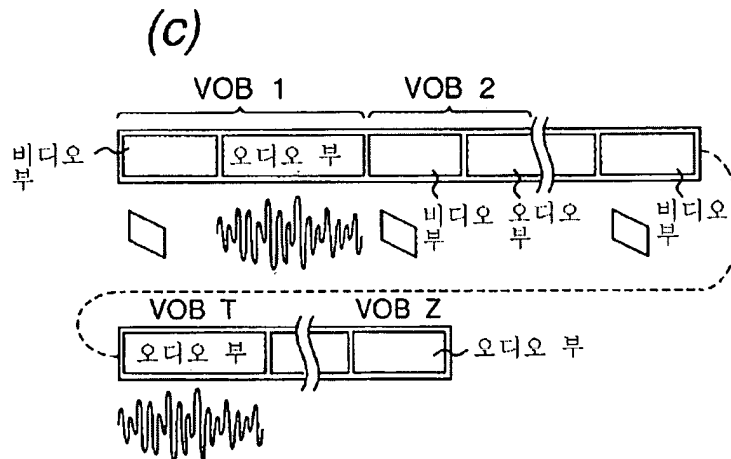 (c)
VOB 1
VOB 2
비디오
부
오디오 부
비디오
부
오디오
부
비디오
부
VOB T
VOB Z
오디오 부
오디오 부